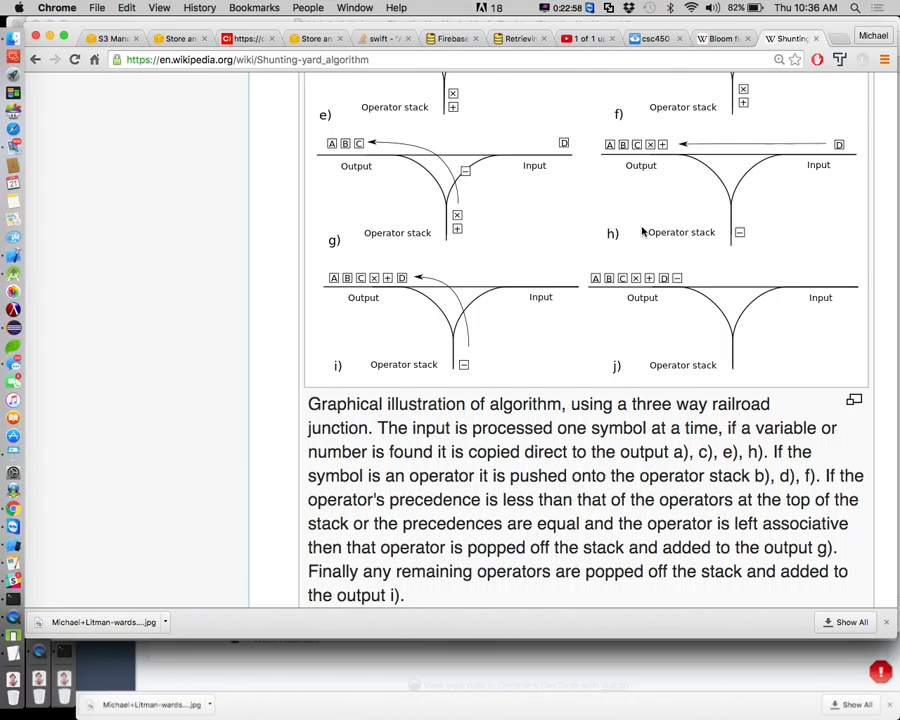 Chrome File Edit View History Bookmarks People Window Help 18 0:22:58 82% Thu 10:36 AM
S3 Mana Store an https:// Store an swift - "A Firebase Retrievin 1 of 1 up csc450 Bloom fi Shunting Michael
https://en.wikipedia.org/wiki/Shunting-yard_algorithm
× ×
Operator stack + Operator stack +
e) f)
A B C D A B C × + D
Output − Input Output Input
×
Operator stack + Operator stack −
g) h)
A B C × + D A B C × + D −
Output Input Output Input
i) Operator stack − j) Operator stack
Graphical illustration of algorithm, using a three way railroad
junction. The input is processed one symbol at a time, if a variable or
number is found it is copied direct to the output a), c), e), h). If the
symbol is an operator it is pushed onto the operator stack b), d), f). If the
operator's precedence is less than that of the operators at the top of the
stack or the precedences are equal and the operator is left associative
then that operator is popped off the stack and added to the output g).
Finally any remaining operators are popped off the stack and added to
the output i).
Michael+Litman-wards....jpg Show All
Michael+Litman-wards....jpg Show All